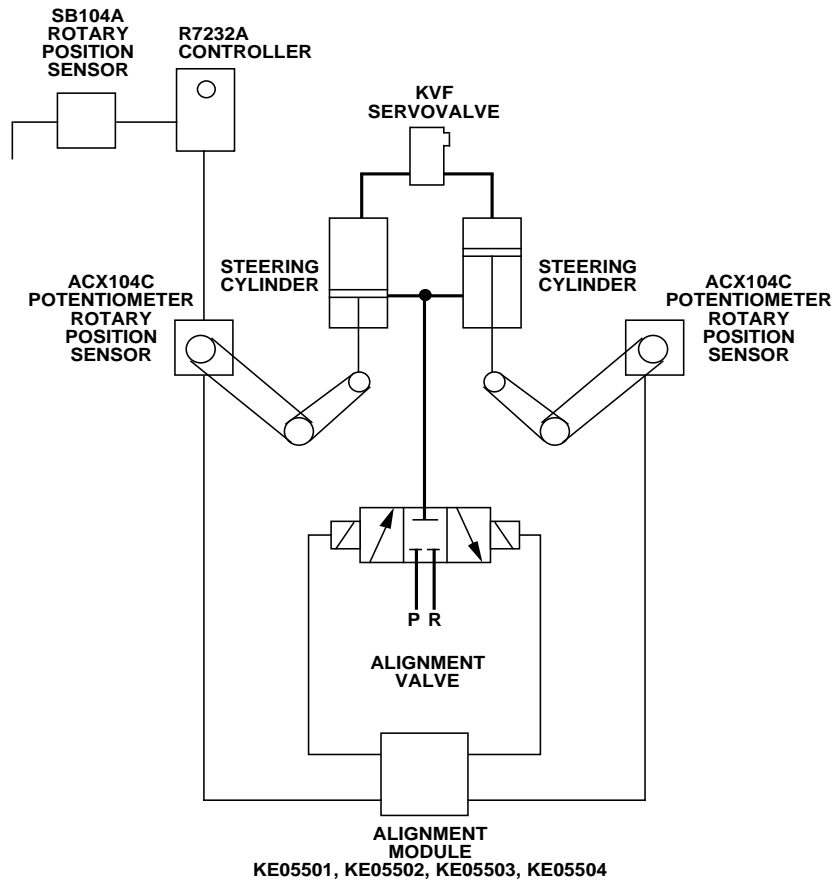 SB104A
ROTARY
POSITION
SENSOR
R7232A
CONTROLLER
KVF
SERVOVALVE
STEERING
CYLINDER
STEERING
CYLINDER
ACX104C
POTENTIOMETER
ROTARY
POSITION
SENSOR
ACX104C
POTENTIOMETER
ROTARY
POSITION
SENSOR
P R
ALIGNMENT
VALVE
ALIGNMENT
MODULE
KE05501, KE05502, KE05503, KE05504